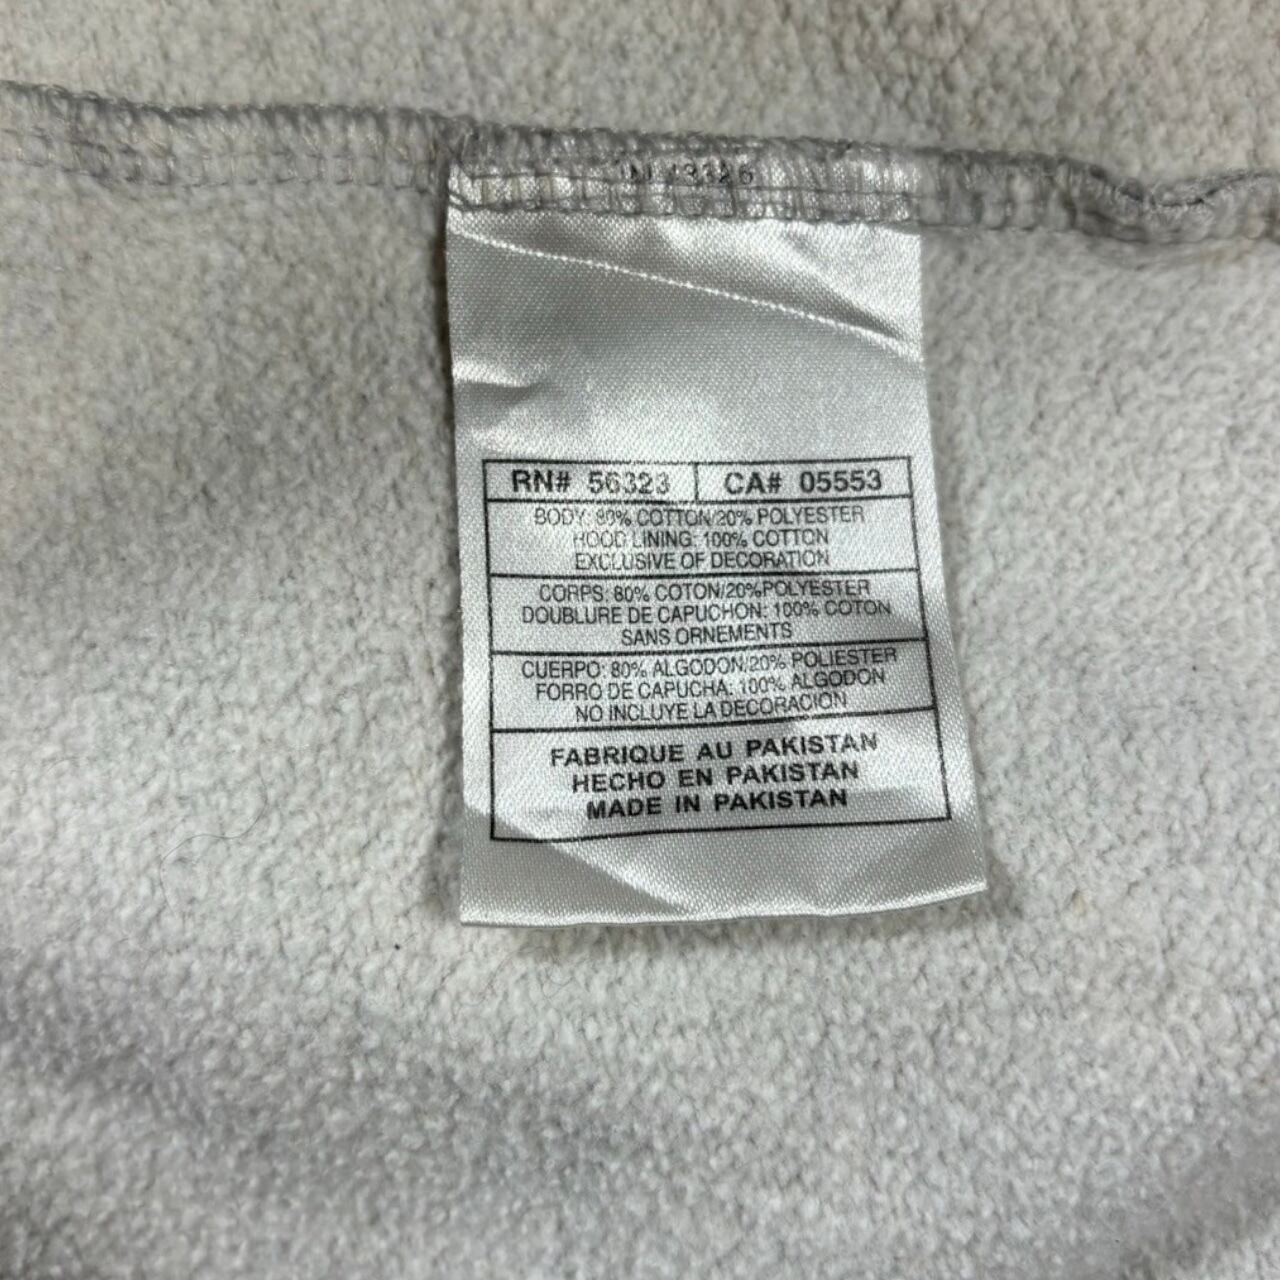 RN# 56323 CA# 05553
BODY: 80% COTTON/20% POLYESTER
HOOD LINING: 100% COTTON
EXCLUSIVE OF DECORATION
CORPS: 80% COTON/20%POLYESTER
DOUBLURE DE CAPUCHON: 100% COTON
SANS ORNEMENTS
CUERPO: 80% ALGODON/20% POLIESTER
FORRO DE CAPUCHA: 100% ALGODON
NO INCLUYE LA DECORACION
FABRIQUE AU PAKISTAN
HECHO EN PAKISTAN
MADE IN PAKISTAN